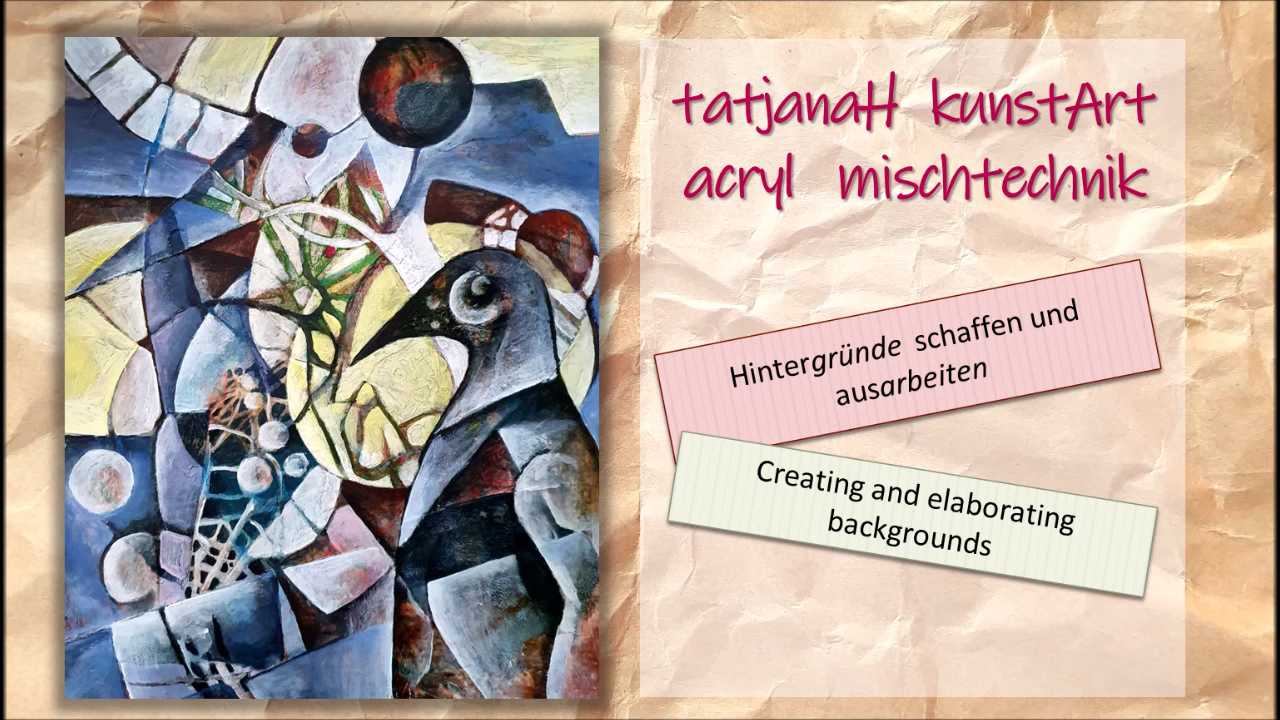 tatjanaH kunstArt
acryl mischtechnik
Hintergründe schaffen und
ausarbeiten
Creating and elaborating
backgrounds